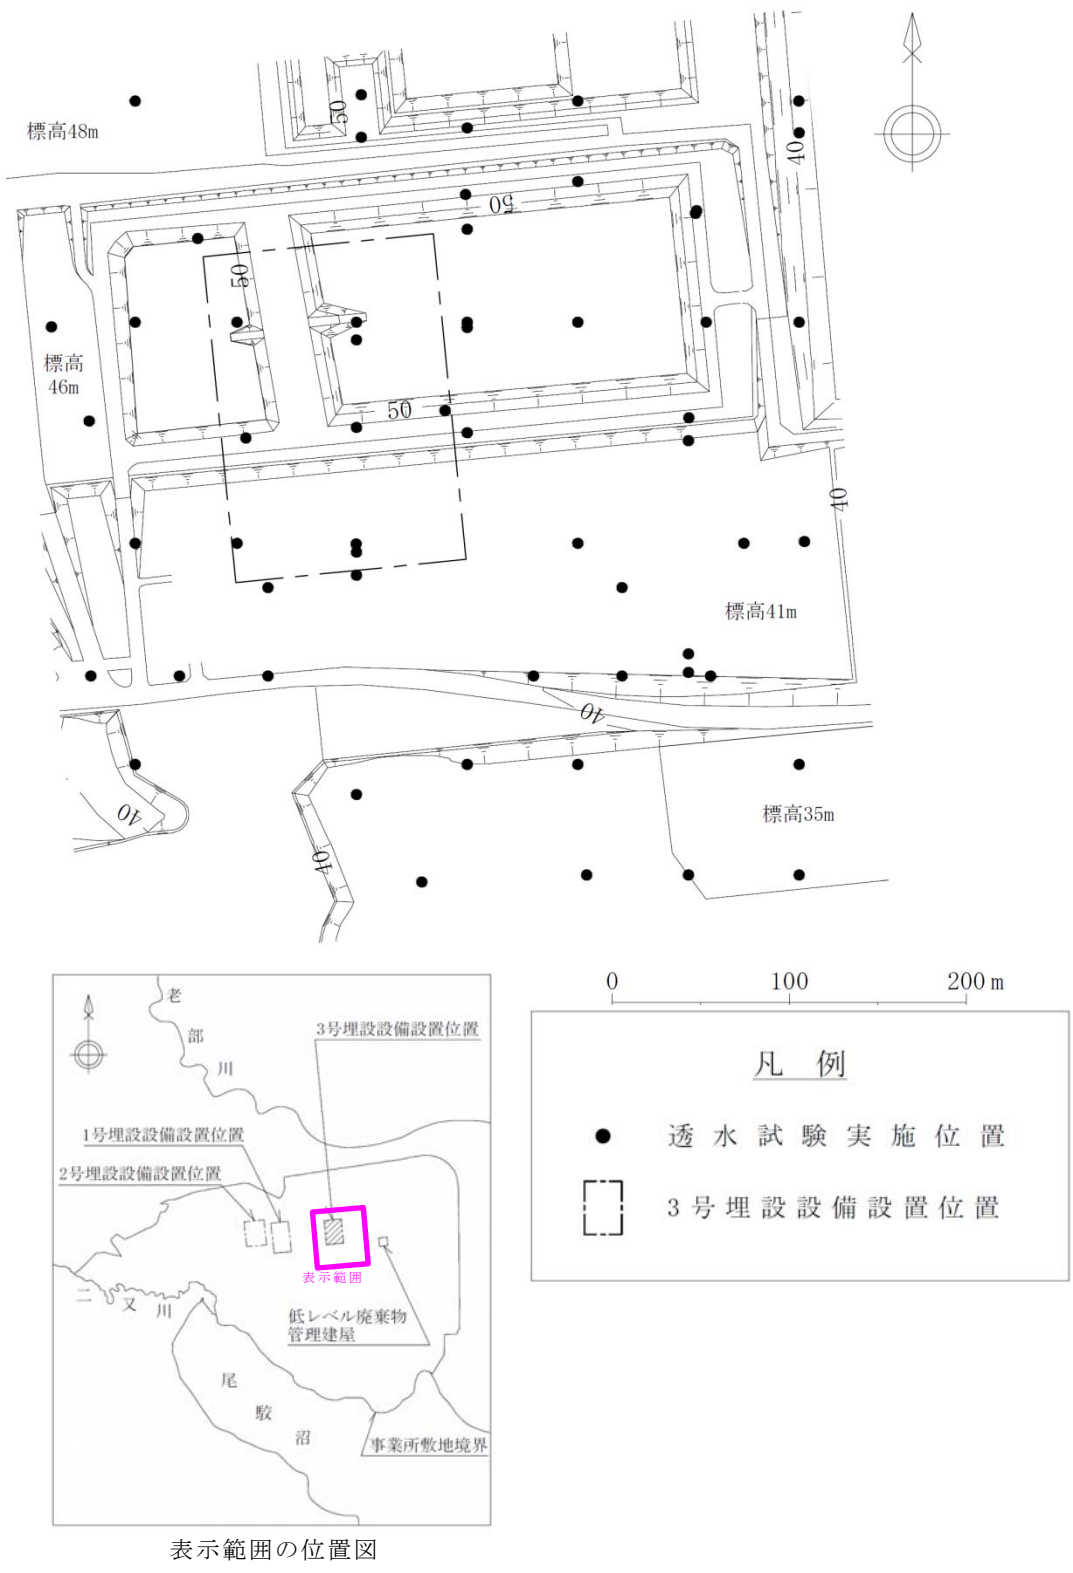 50
標高48m
40
50
50
標高
46m
50
40
標高41m
40
標高35m
40
40
0 100 200m
凡 例
透水試験実施位置
3号埋設設備設置位置
老
部
川
3号埋設設備設置位置
1号埋設設備設置位置
2号埋設設備設置位置
表示範囲
二又川
低レベル廃棄物
管理建屋
尾
駮
沼
事業所敷地境界
表示範囲の位置図